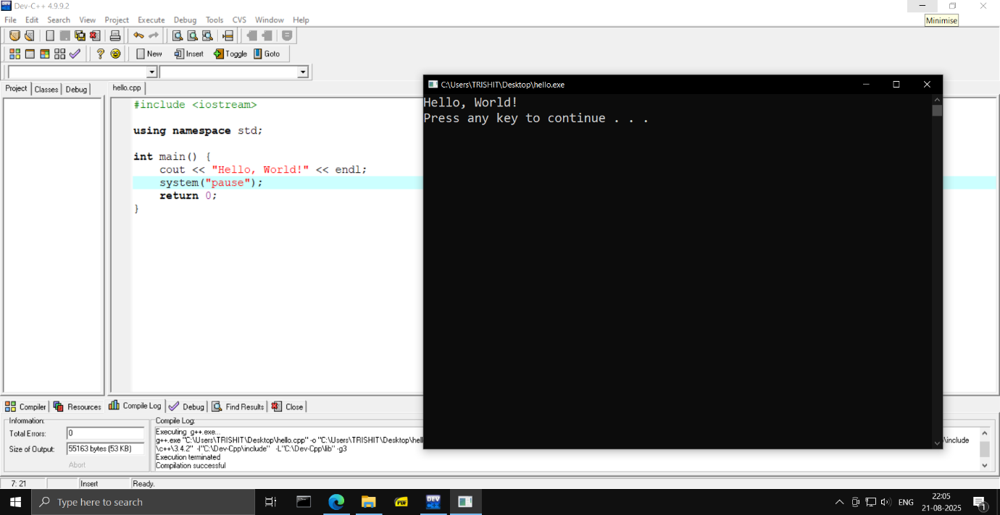 Dev-C++ 4.9.9.2
File Edit Search View Project Execute Debug Tools CVS Window Help
Minimise
New Insert Toggle Goto
Project Classes Debug
hello.cpp
#include <iostream>
using namespace std;
int main() {
cout << "Hello, World!" << endl;
system("pause");
return 0;
}
C:\Users\TRISHIT\Desktop\hello.exe
Hello, World!
Press any key to continue . . .
Compiler Resources Compile Log Debug Find Results Close
Information:
Total Errors: 0
Size of Output: 55163 bytes (53 KB)
Abort
Compile Log:
Executing g++.exe...
g++.exe "C:\Users\TRISHIT\Desktop\hello.cpp" -o "C:\Users\TRISHIT\Desktop\hell \include
\c++\3.4.2" -I"C:\Dev-Cpp\include" -L"C:\Dev-Cpp\lib" -g3
Execution terminated
Compilation successful
7: 21 Insert Ready.
Type here to search
PDF
DEV
ENG
22:05
21-08-2025
1